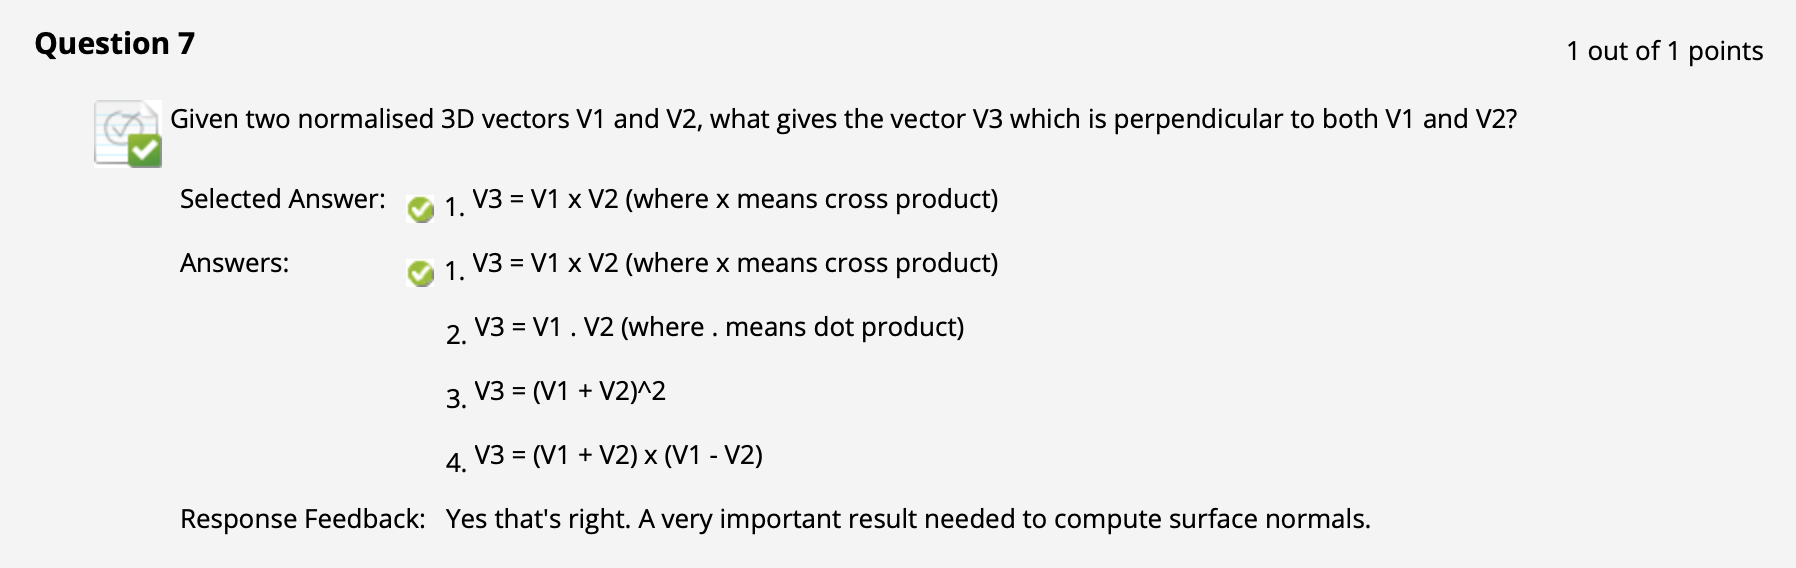 Question 7
1 out of 1 points
Given two normalised 3D vectors V1 and V2, what gives the vector V3 which is perpendicular to both V1 and V2?
Selected Answer: 1. V3 = V1 x V2 (where x means cross product)
Answers: 1. V3 = V1 x V2 (where x means cross product)
2. V3 = V1 . V2 (where . means dot product)
3. V3 = (V1 + V2)^2
4. V3 = (V1 + V2) x (V1 - V2)
Response Feedback: Yes that's right. A very important result needed to compute surface normals.